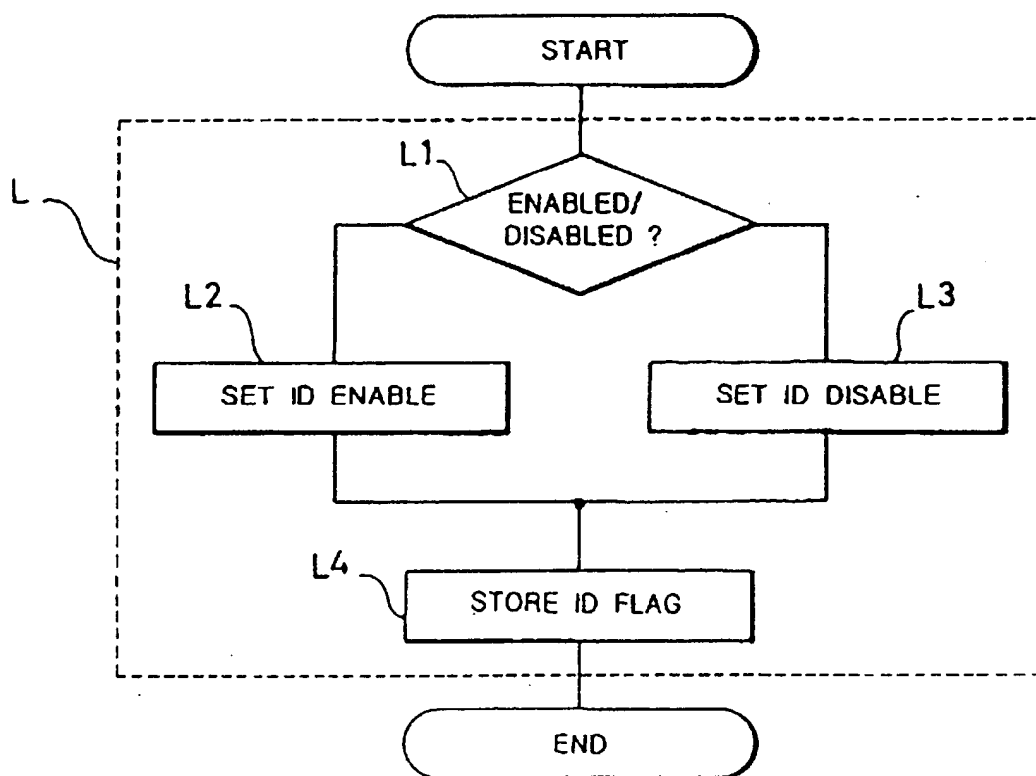 START
L1
L
ENABLED/
DISABLED ?
L2
L3
SET ID ENABLE
SET ID DISABLE
L4
STORE ID FLAG
END